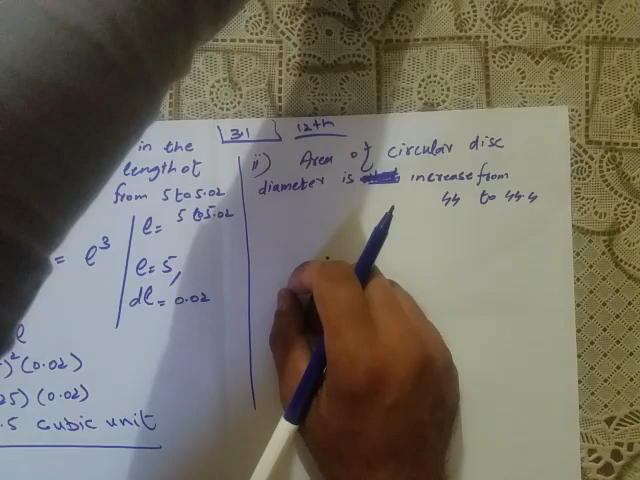 3.1 12th
in the
length of
from 5 to 5.02
l = 5 to 5.02
= l³
l = 5,
dl = 0.02
l
)² (0.02)
25) (0.02)
.5 cubic unit
ii) Area of circular disc
diameter is increase from
44 to 44.4